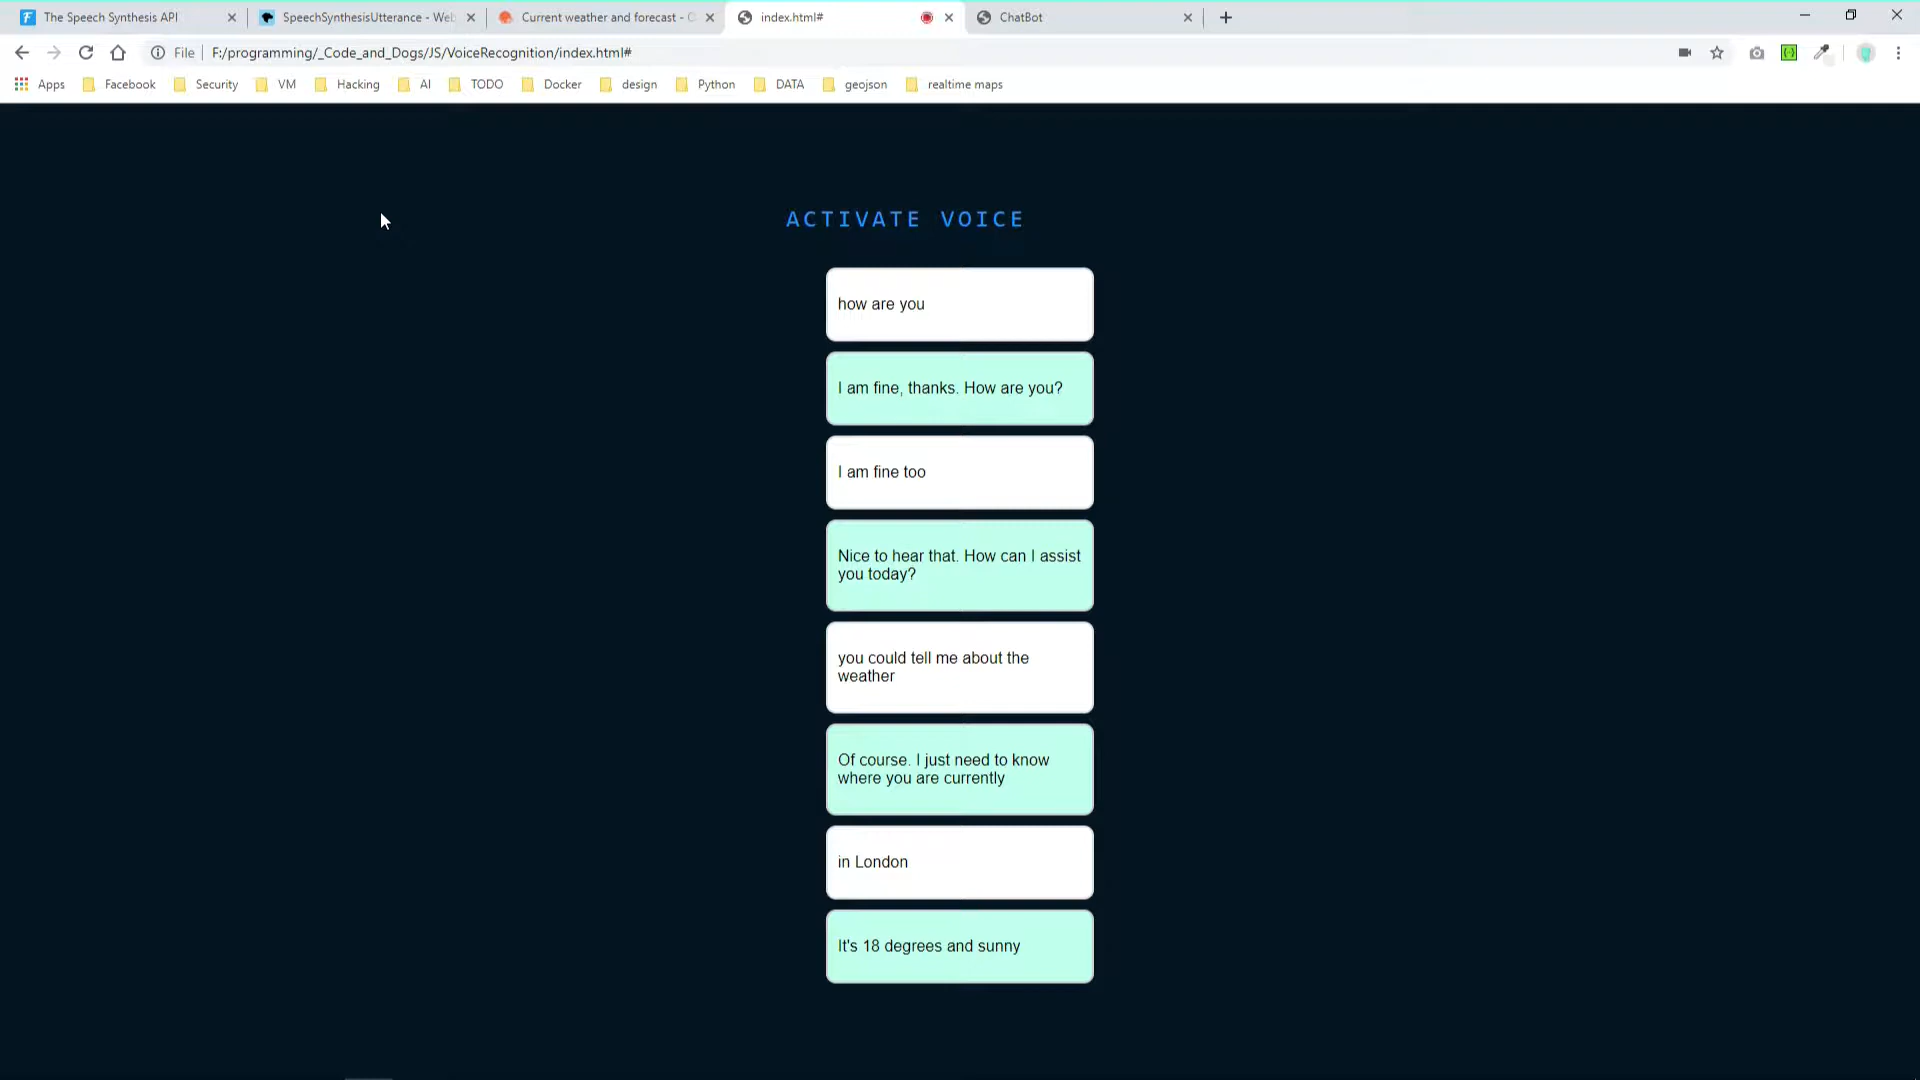 The Speech Synthesis API
SpeechSynthesisUtterance - Web
Current weather and forecast -
index.html#
ChatBot
File
F:/programming/_Code_and_Dogs/JS/VoiceRecognition/index.html#
Apps
Facebook
Security
VM
Hacking
AI
TODO
Docker
design
Python
DATA
geojson
realtime maps
ACTIVATE VOICE
how are you
I am fine, thanks. How are you?
I am fine too
Nice to hear that. How can I assist
you today?
you could tell me about the
weather
Of course. I just need to know
where you are currently
in London
It's 18 degrees and sunny